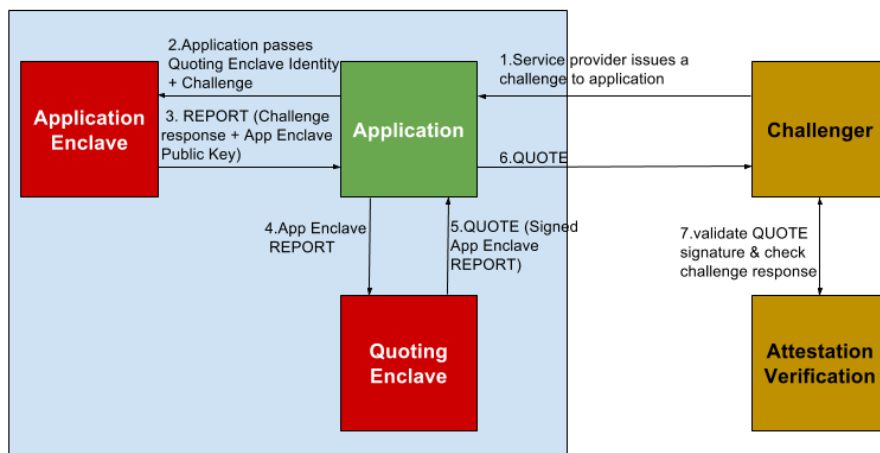 2.Application passes
Quoting Enclave Identity
+ Challenge
1.Service provider issues a
challenge to application
Application
Enclave
3. REPORT (Challenge
response + App Enclave
Public Key)
Application
6.QUOTE
Challenger
4.App Enclave
REPORT
5.QUOTE (Signed
App Enclave
REPORT)
7.validate QUOTE
signature & check
challenge response
Quoting
Enclave
Attestation
Verification